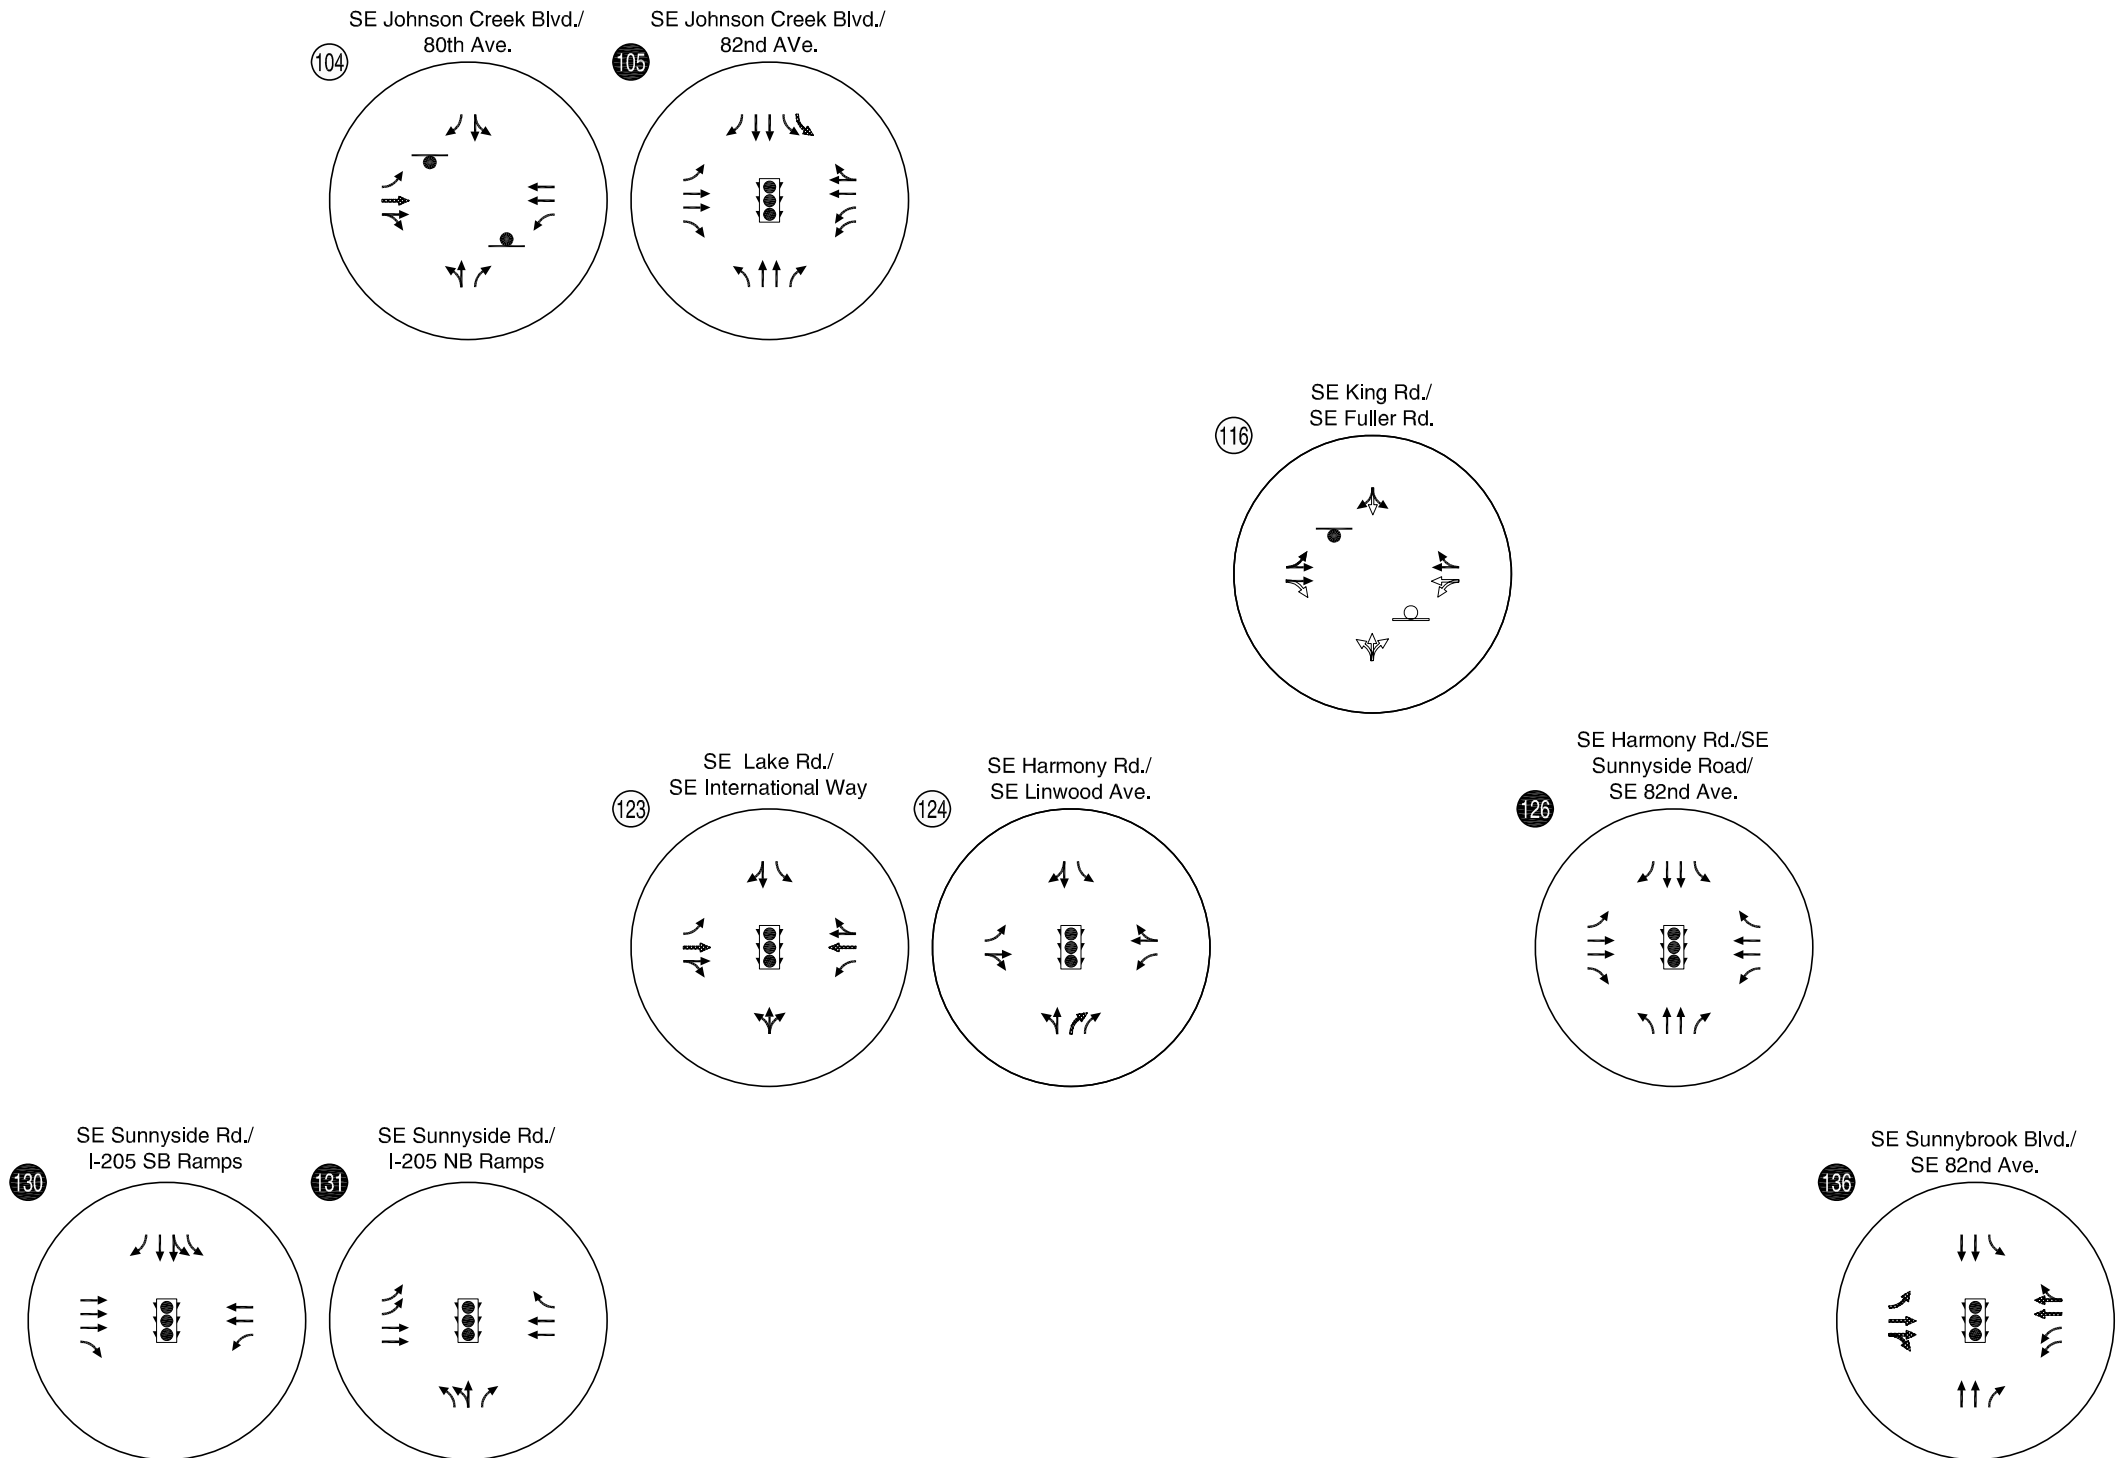 SE Johnson Creek Blvd./
80th Ave.
104
SE Johnson Creek Blvd./
82nd AVe.
105
SE King Rd./
SE Fuller Rd.
116
SE Lake Rd./
SE International Way
123
SE Harmony Rd./
SE Linwood Ave.
124
SE Harmony Rd./SE
Sunnyside Road/
SE 82nd Ave.
126
SE Sunnyside Rd./
I-205 SB Ramps
130
SE Sunnyside Rd./
I-205 NB Ramps
131
SE Sunnybrook Blvd./
SE 82nd Ave.
136